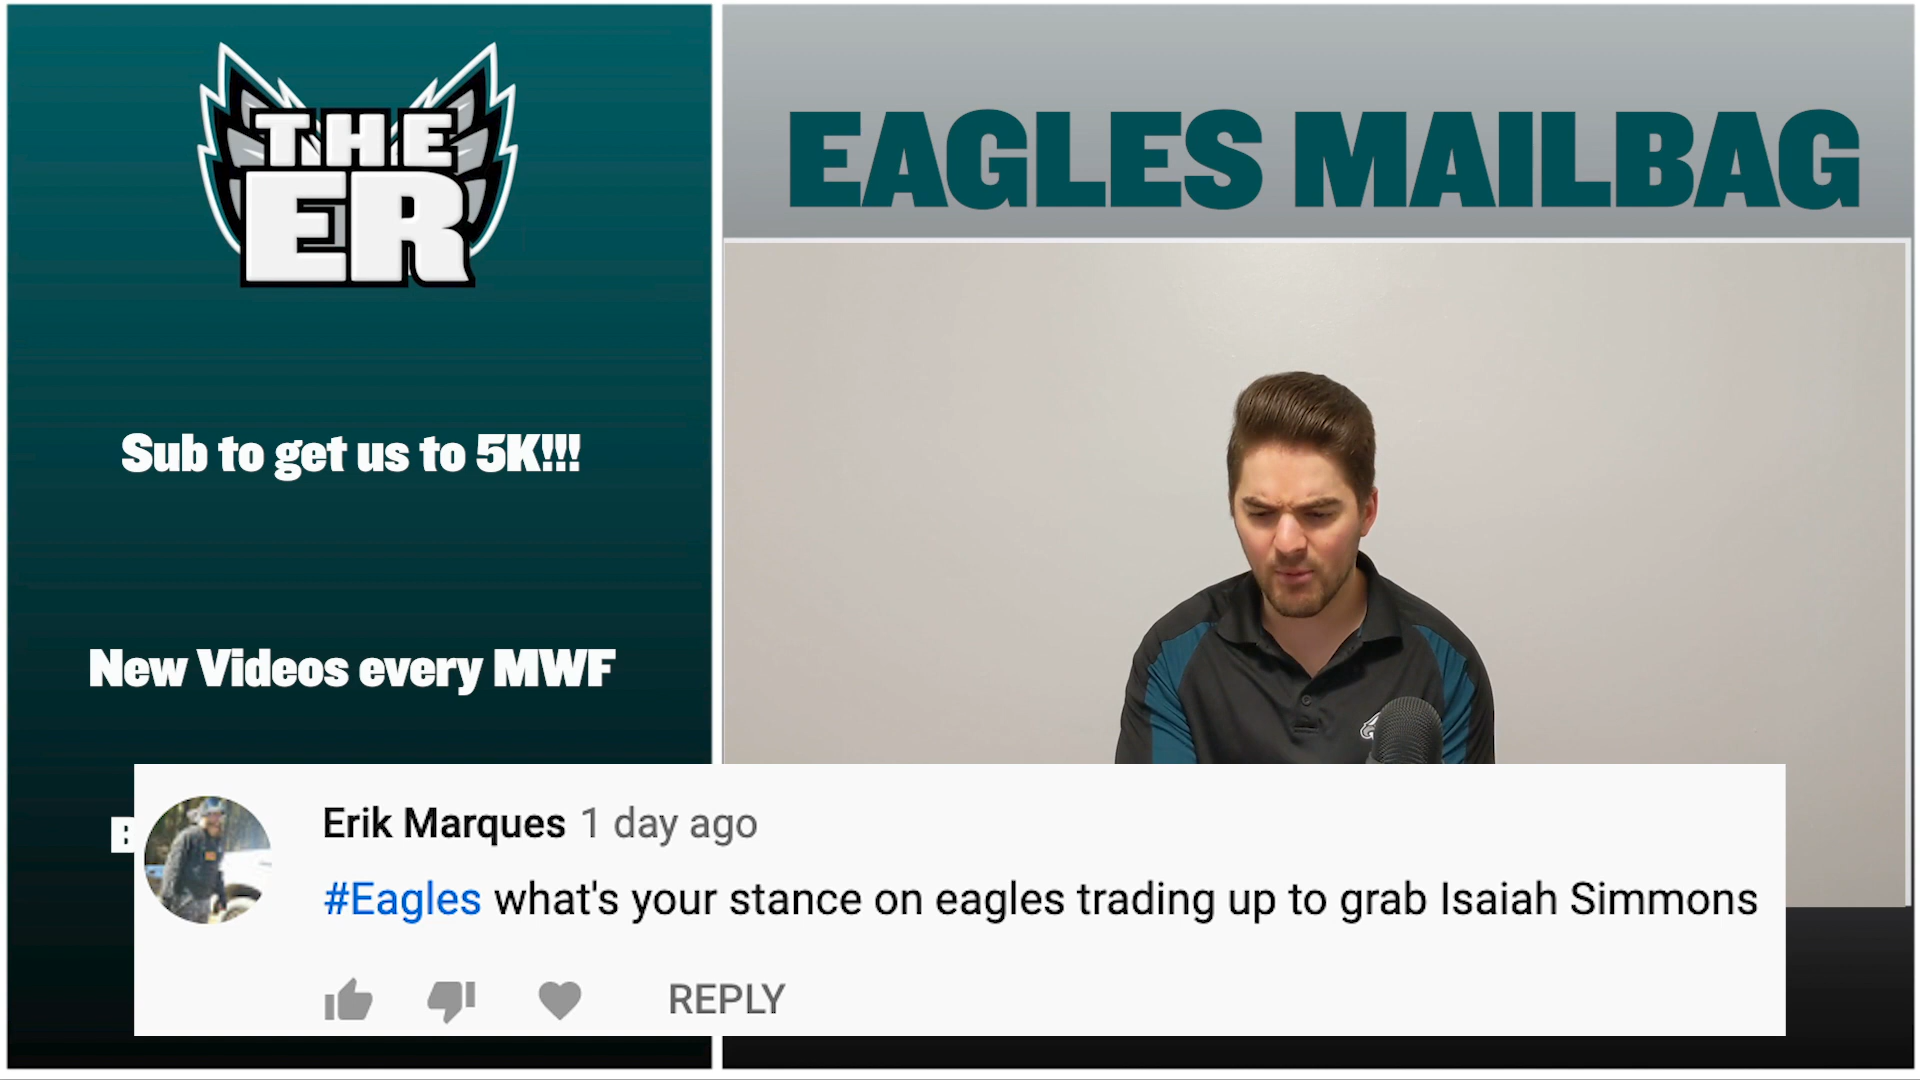 THE
ER
EAGLES MAILBAG
Sub to get us to 5K!!!
New Videos every MWF
Erik Marques 1 day ago
#Eagles what's your stance on eagles trading up to grab Isaiah Simmons
REPLY